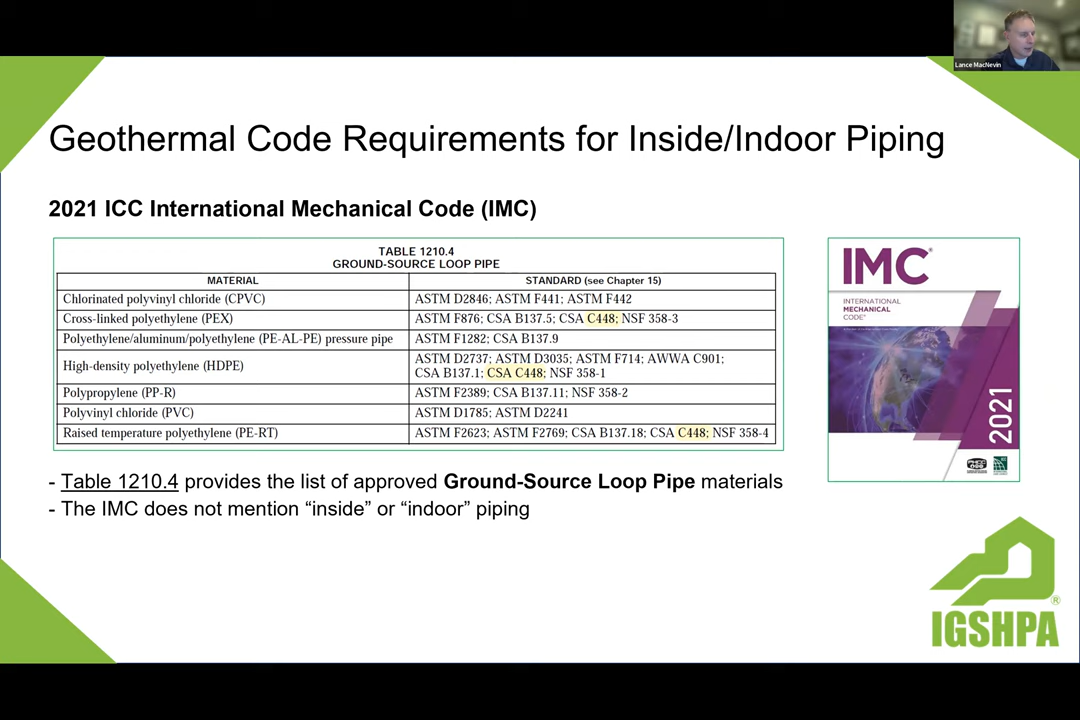 Lance MacNevin
Geothermal Code Requirements for Inside/Indoor Piping
2021 ICC International Mechanical Code (IMC)
TABLE 1210.4
GROUND-SOURCE LOOP PIPE
MATERIAL STANDARD (see Chapter 15)
Chlorinated polyvinyl chloride (CPVC) ASTM D2846; ASTM F441; ASTM F442
Cross-linked polyethylene (PEX) ASTM F876; CSA B137.5; CSA C448; NSF 358-3
Polyethylene/aluminum/polyethylene (PE-AL-PE) pressure pipe ASTM F1282; CSA B137.9
High-density polyethylene (HDPE) ASTM D2737; ASTM D3035; ASTM F714; AWWA C901;
CSA B137.1; CSA C448; NSF 358-1
Polypropylene (PP-R) ASTM F2389; CSA B137.11; NSF 358-2
Polyvinyl chloride (PVC) ASTM D1785; ASTM D2241
Raised temperature polyethylene (PE-RT) ASTM F2623; ASTM F2769; CSA B137.18; CSA C448; NSF 358-4
IMC®
INTERNATIONAL
MECHANICAL
CODE®
2021
- Table 1210.4 provides the list of approved Ground-Source Loop Pipe materials
- The IMC does not mention “inside” or “indoor” piping
®
IGSHPA